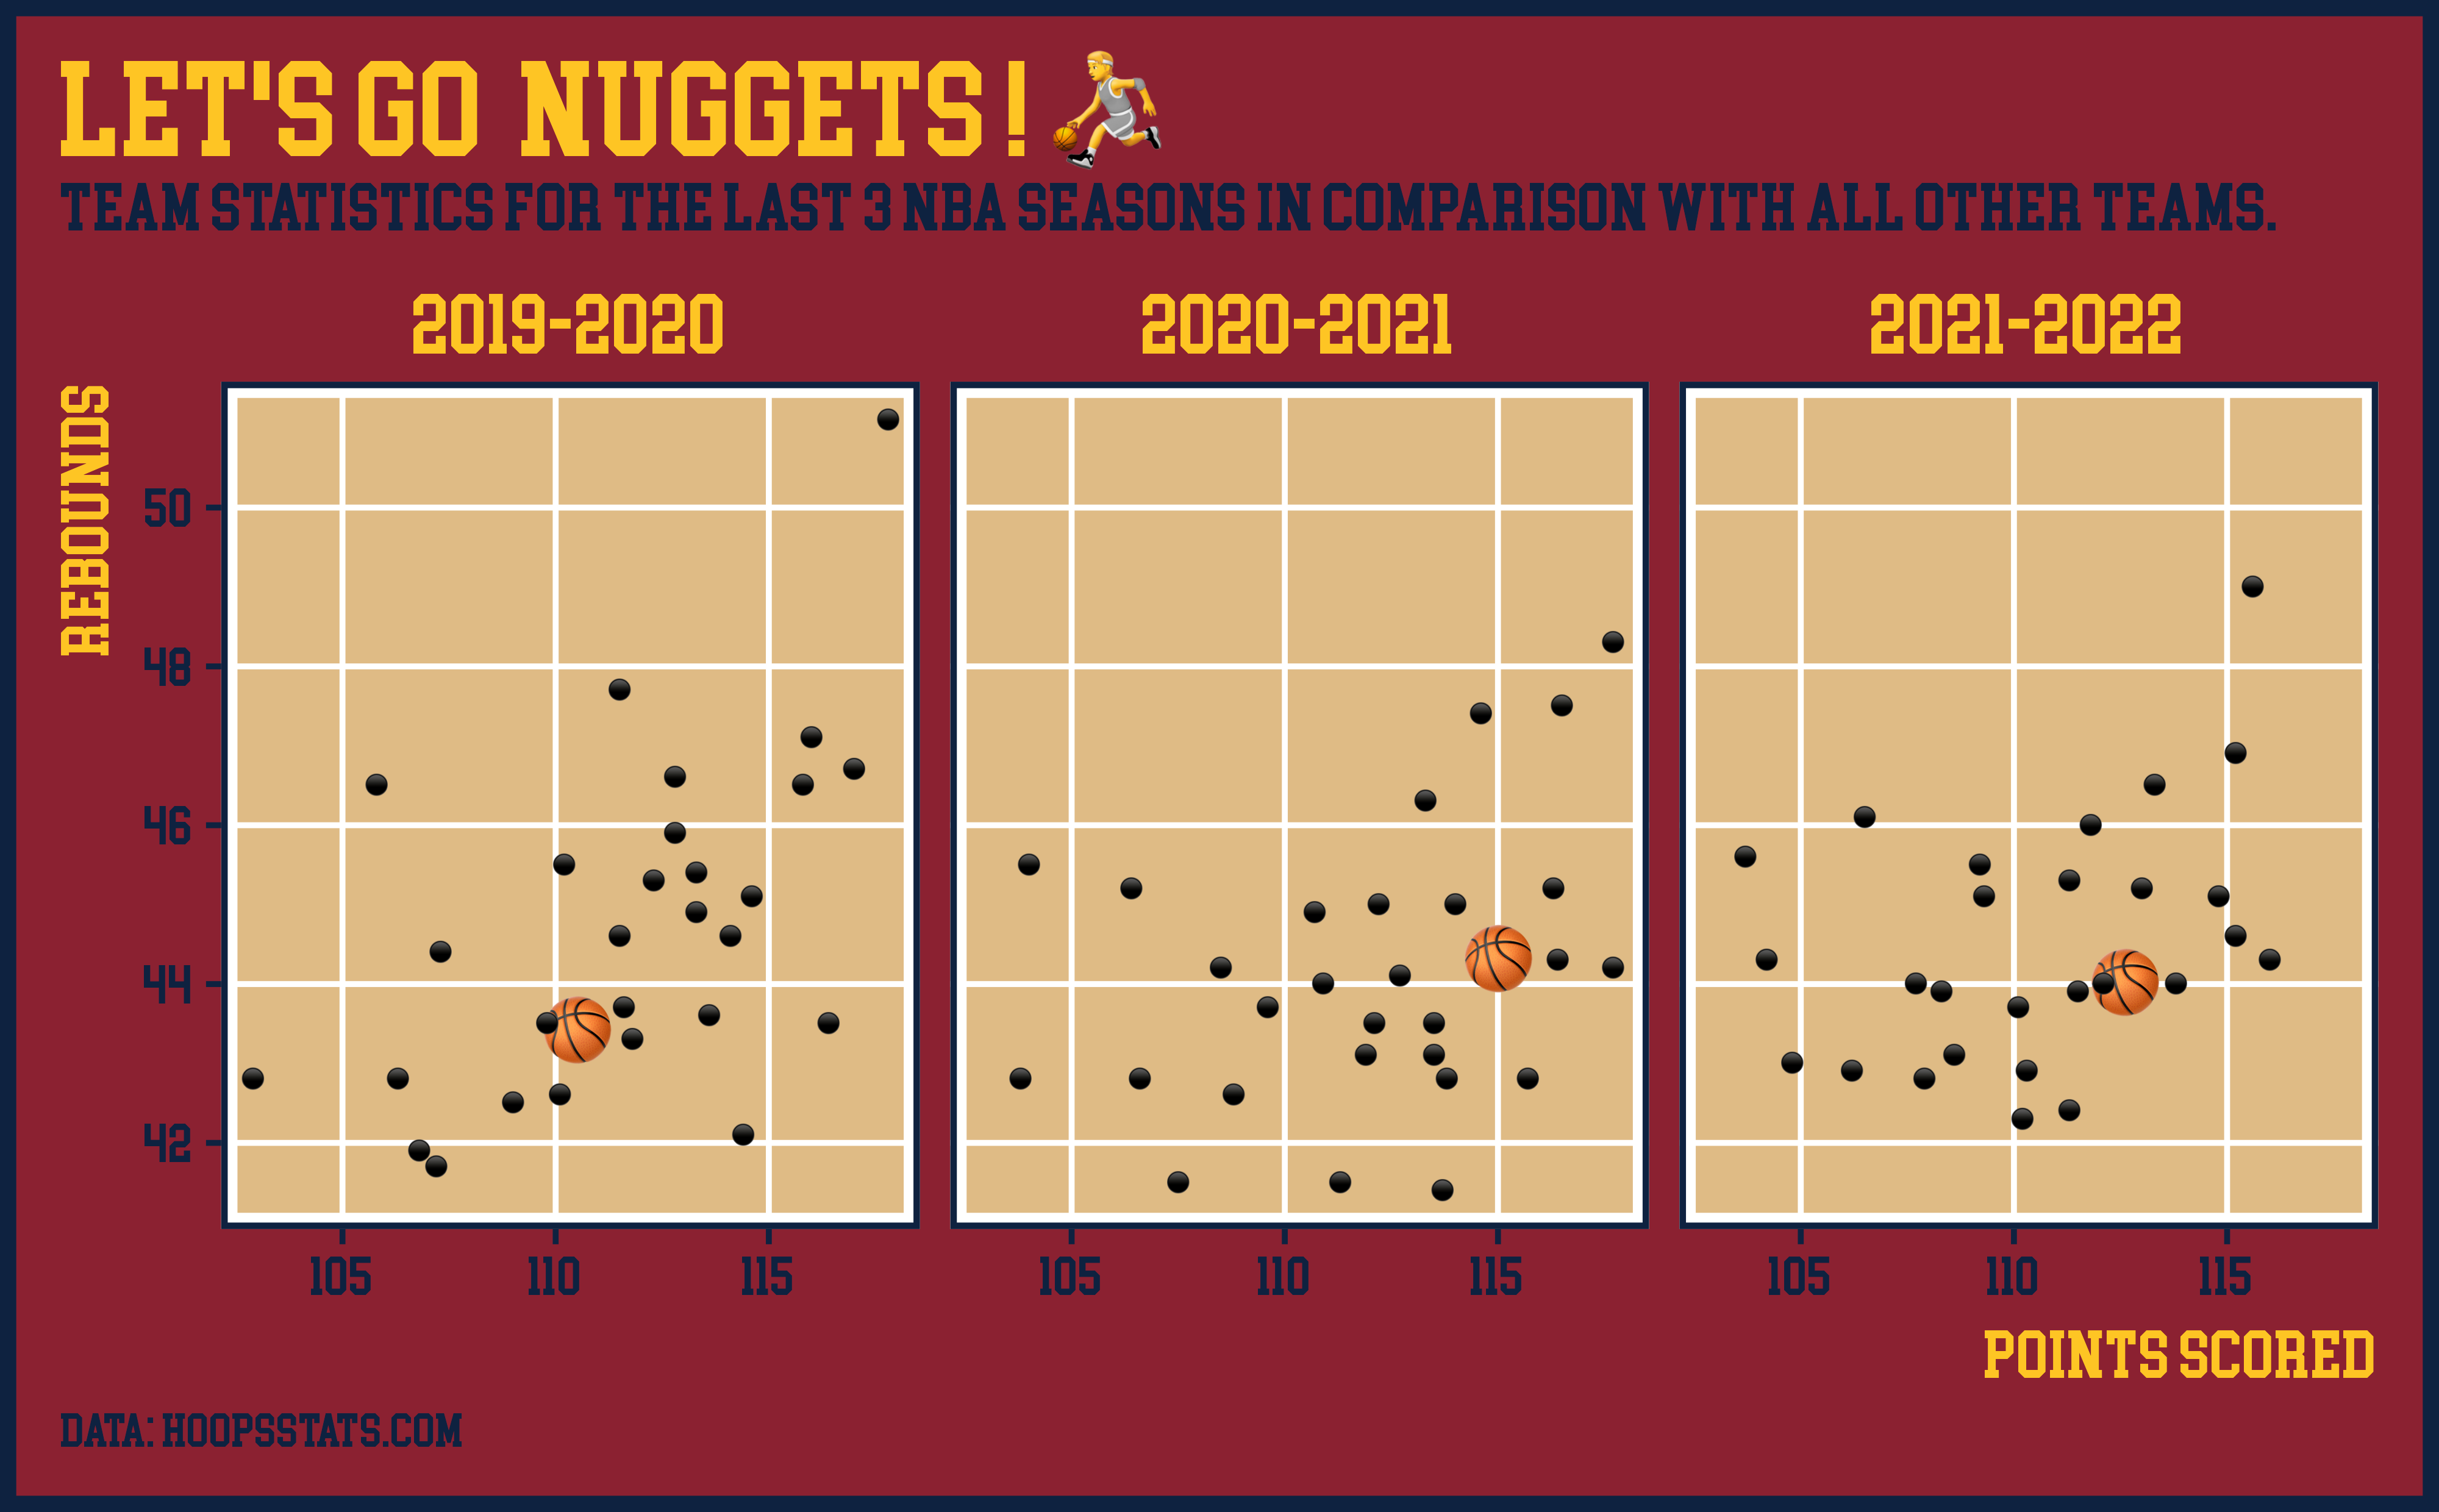 LET'S GO NUGGETS!
TEAM STATISTICS FOR THE LAST 3 NBA SEASONS IN COMPARISON WITH ALL OTHER TEAMS.
2019-2020 2020-2021 2021-2022
REBOUNDS
50
48
46
44
42
105 110 115 105 110 115 105 110 115
POINTS SCORED
DATA: HOOPSSTATS.COM